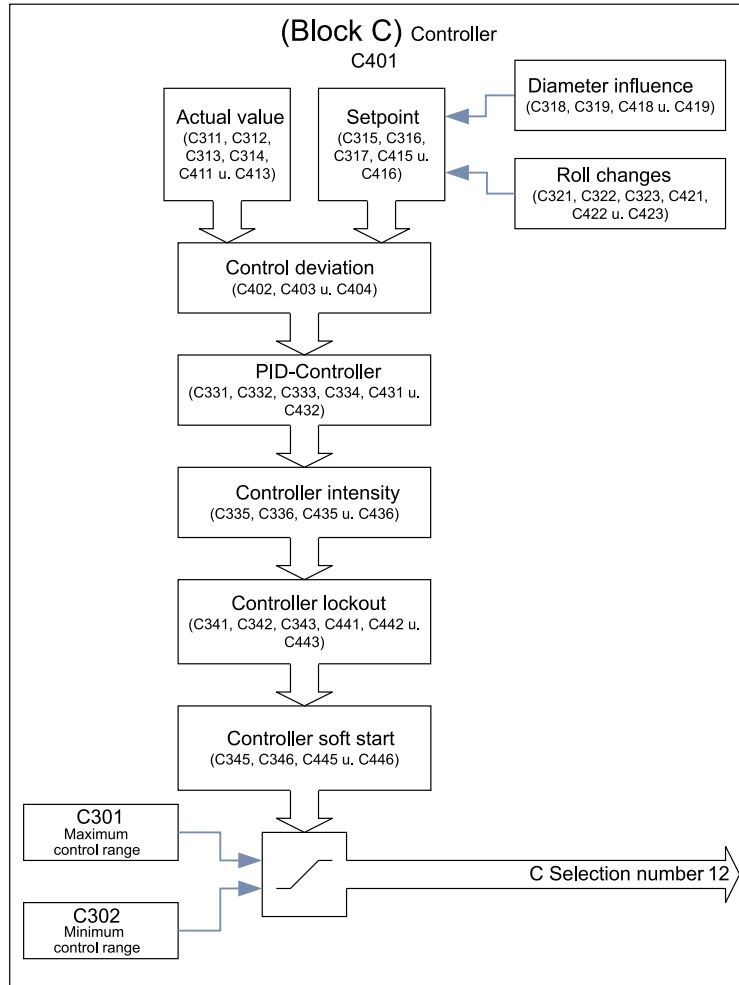 (Block C) Controller
C401
Actual value
(C311, C312,
C313, C314,
C411 u. C413)
Setpoint
(C315, C316,
C317, C415 u.
C416)
Diameter influence
(C318, C319, C418 u. C419)
Roll changes
(C321, C322, C323, C421,
C422 u. C423)
Control deviation
(C402, C403 u. C404)
PID-Controller
(C331, C332, C333, C334, C431 u.
C432)
Controller intensity
(C335, C336, C435 u. C436)
Controller lockout
(C341, C342, C343, C441, C442 u.
C443)
Controller soft start
(C345, C346, C445 u. C446)
C301
Maximum
control range
C Selection number 12
C302
Minimum
control range